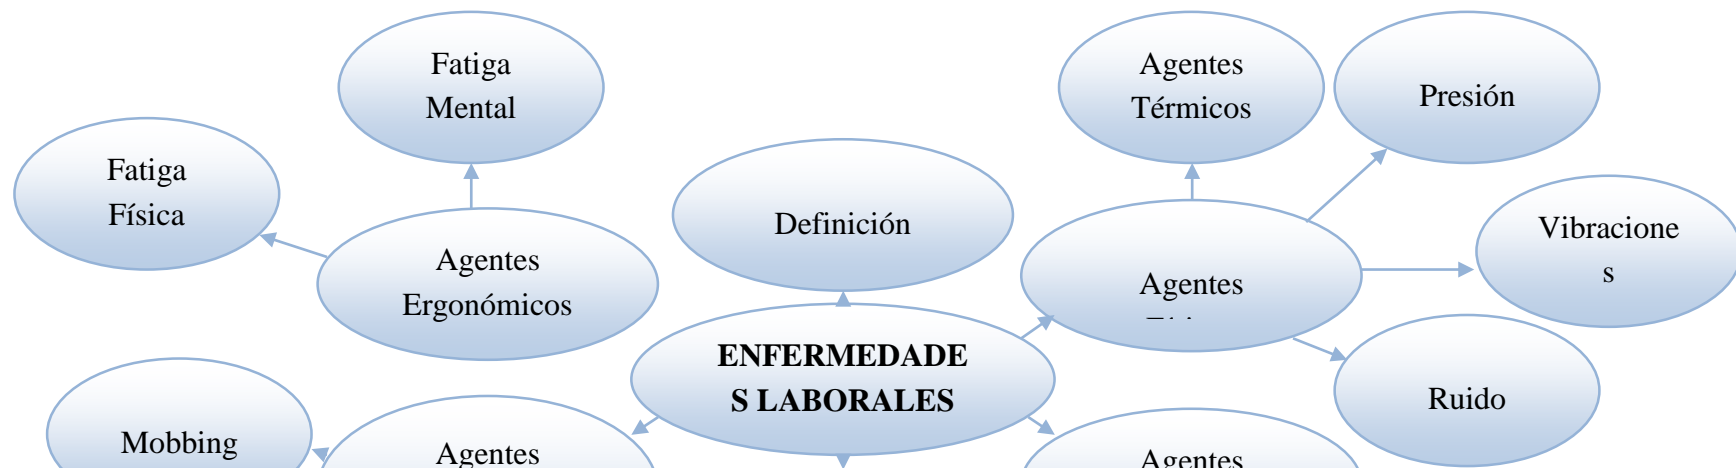 Fatiga
Mental
Agentes
Térmicos
Presión
Fatiga
Física
Definición
Vibracione
s
Agentes
Ergonómicos
Agentes
ENFERMEDADE
S LABORALES
Ruido
Mobbing
Agentes
Agentes